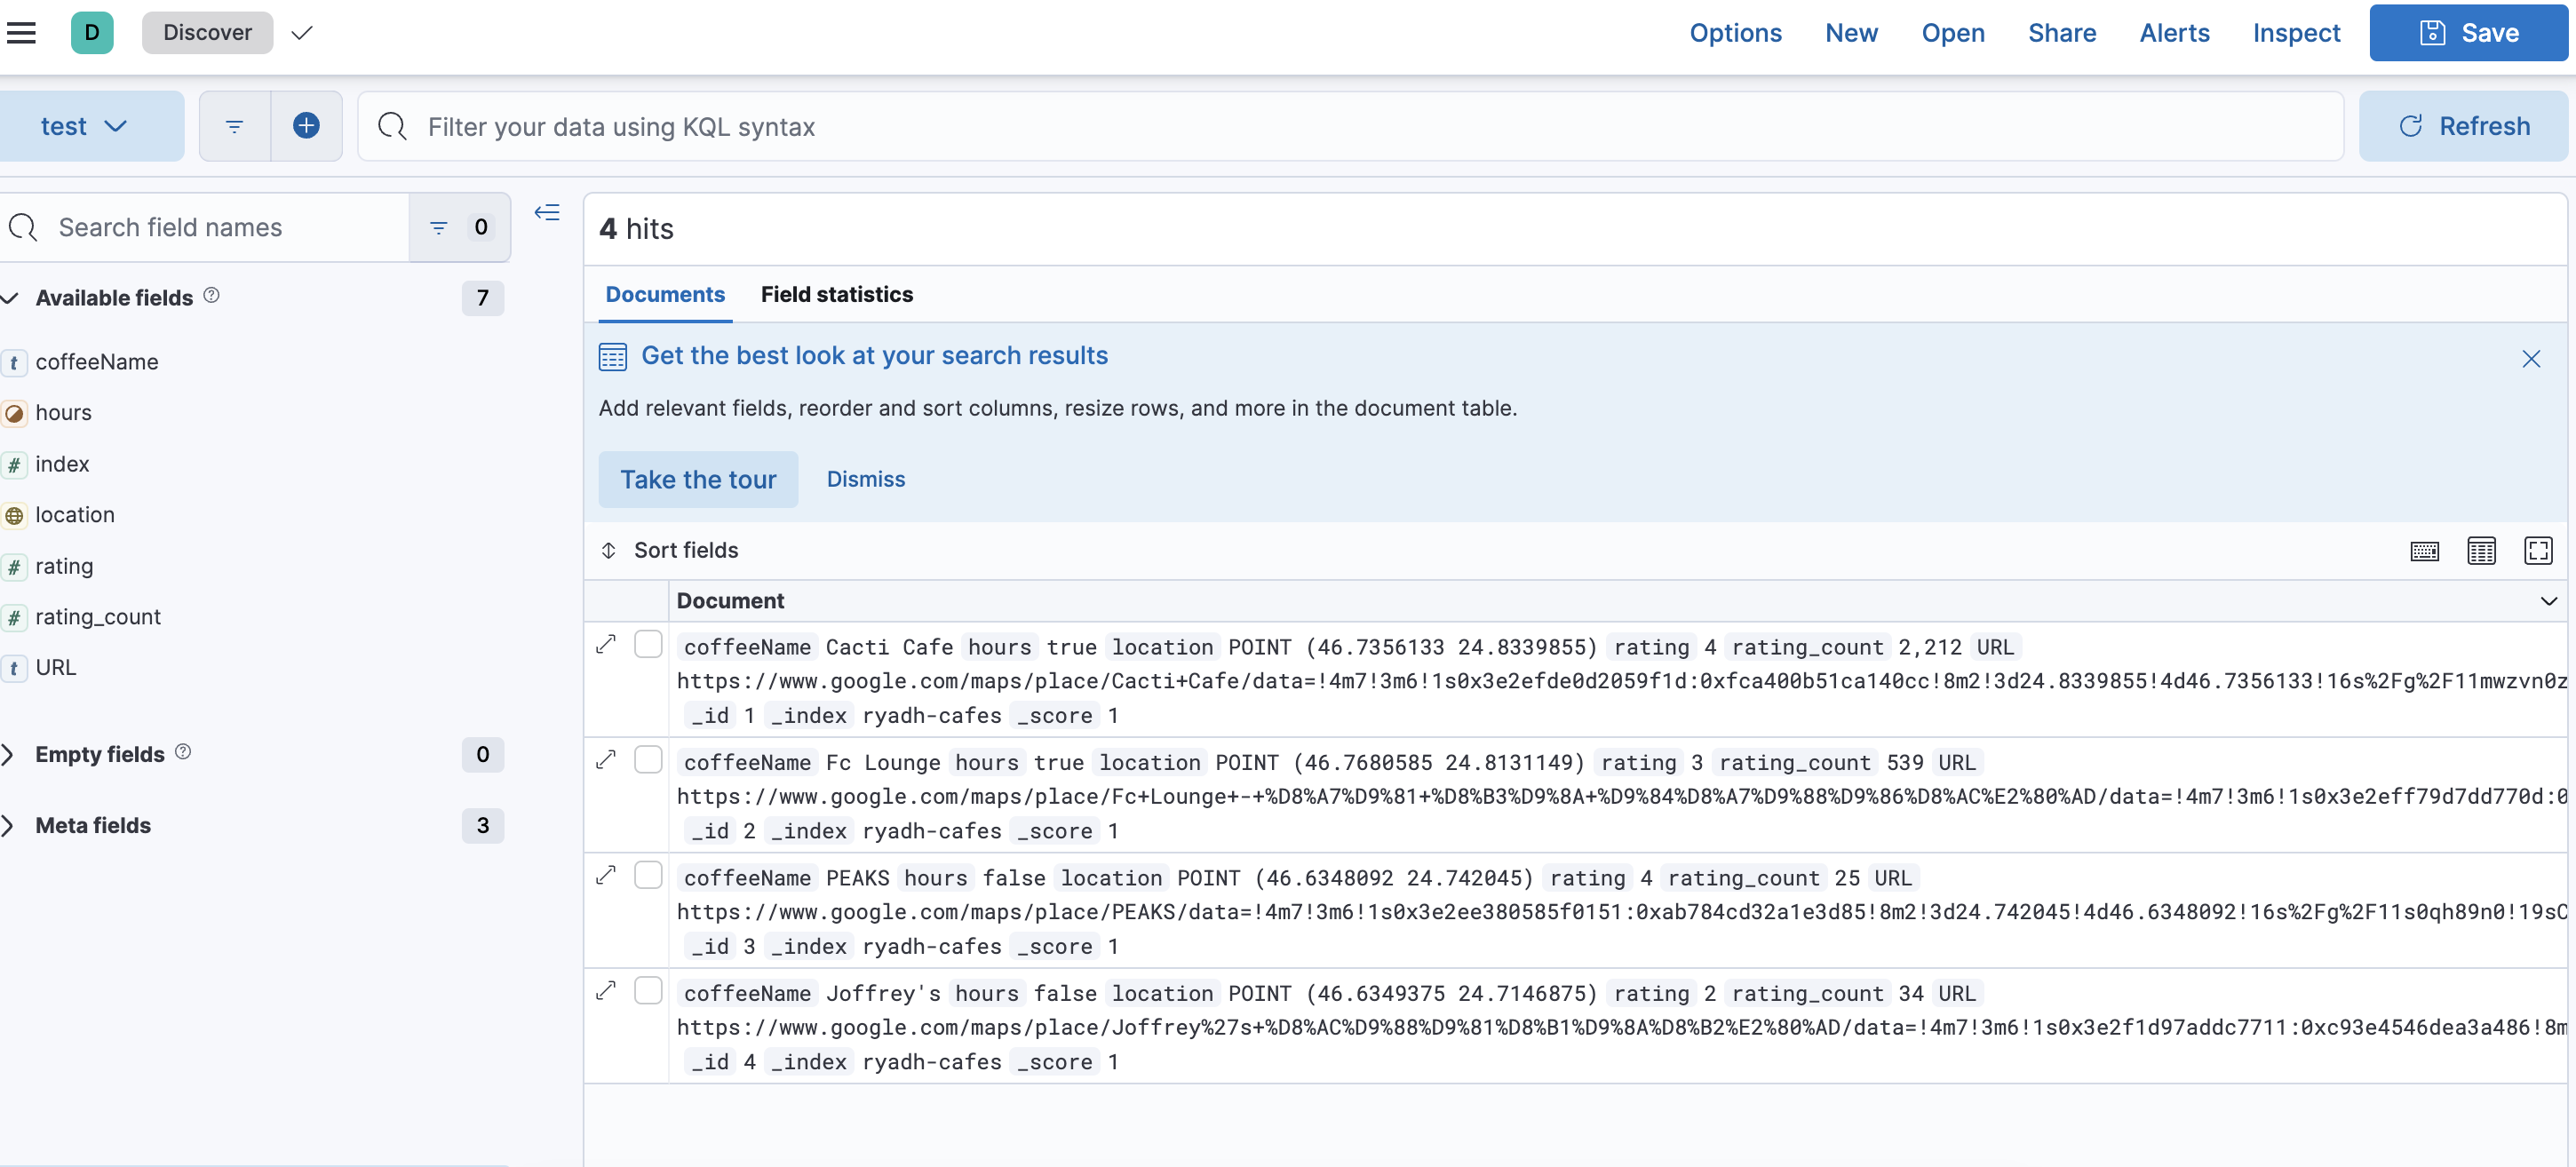 D Discover Options New Open Share Alerts Inspect Save
test Filter your data using KQL syntax Refresh
Search field names 0
Available fields 7
t coffeeName
hours
# index
location
# rating
# rating_count
t URL
Empty fields 0
Meta fields 3
4 hits
Documents Field statistics
Get the best look at your search results
Add relevant fields, reorder and sort columns, resize rows, and more in the document table.
Take the tour Dismiss
Sort fields
Document
coffeeName Cacti Cafe hours true location POINT (46.7356133 24.8339855) rating 4 rating_count 2,212 URL
https://www.google.com/maps/place/Cacti+Cafe/data=!4m7!3m6!1s0x3e2efde0d2059f1d:0xfca400b51ca140cc!8m2!3d24.8339855!4d46.7356133!16s%2Fg%2F11mwzvn0z
_id 1 _index ryadh-cafes _score 1
coffeeName Fc Lounge hours true location POINT (46.7680585 24.8131149) rating 3 rating_count 539 URL
https://www.google.com/maps/place/Fc+Lounge+-+%D8%A7%D9%81+%D8%B3%D9%8A+%D9%84%D8%A7%D9%88%D9%86%D8%AC%E2%80%AD/data=!4m7!3m6!1s0x3e2eff79d7dd770d:0
_id 2 _index ryadh-cafes _score 1
coffeeName PEAKS hours false location POINT (46.6348092 24.742045) rating 4 rating_count 25 URL
https://www.google.com/maps/place/PEAKS/data=!4m7!3m6!1s0x3e2ee380585f0151:0xab784cd32a1e3d85!8m2!3d24.742045!4d46.6348092!16s%2Fg%2F11s0qh89n0!19sC
_id 3 _index ryadh-cafes _score 1
coffeeName Joffrey's hours false location POINT (46.6349375 24.7146875) rating 2 rating_count 34 URL
https://www.google.com/maps/place/Joffrey%27s+%D8%AC%D9%88%D9%81%D8%B1%D9%8A%D8%B2%E2%80%AD/data=!4m7!3m6!1s0x3e2f1d97addc7711:0xc93e4546dea3a486!8m
_id 4 _index ryadh-cafes _score 1